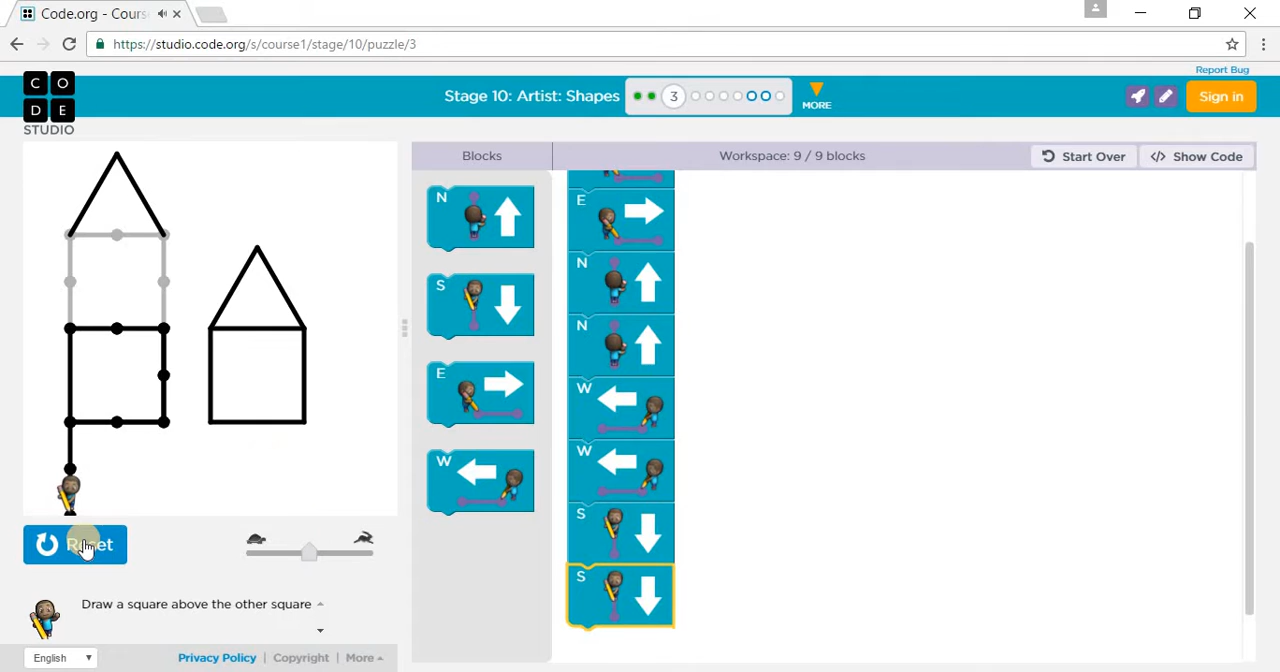 Code.org - Course
https://studio.code.org/s/course1/stage/10/puzzle/3
Report Bug
C O
D E
STUDIO
Stage 10: Artist: Shapes
3
MORE
Sign in
Blocks
Workspace: 9 / 9 blocks
Start Over
</> Show Code
N
S
E
W
E
N
N
W
W
S
S
Reset
Draw a square above the other square
English
Privacy Policy | Copyright | More